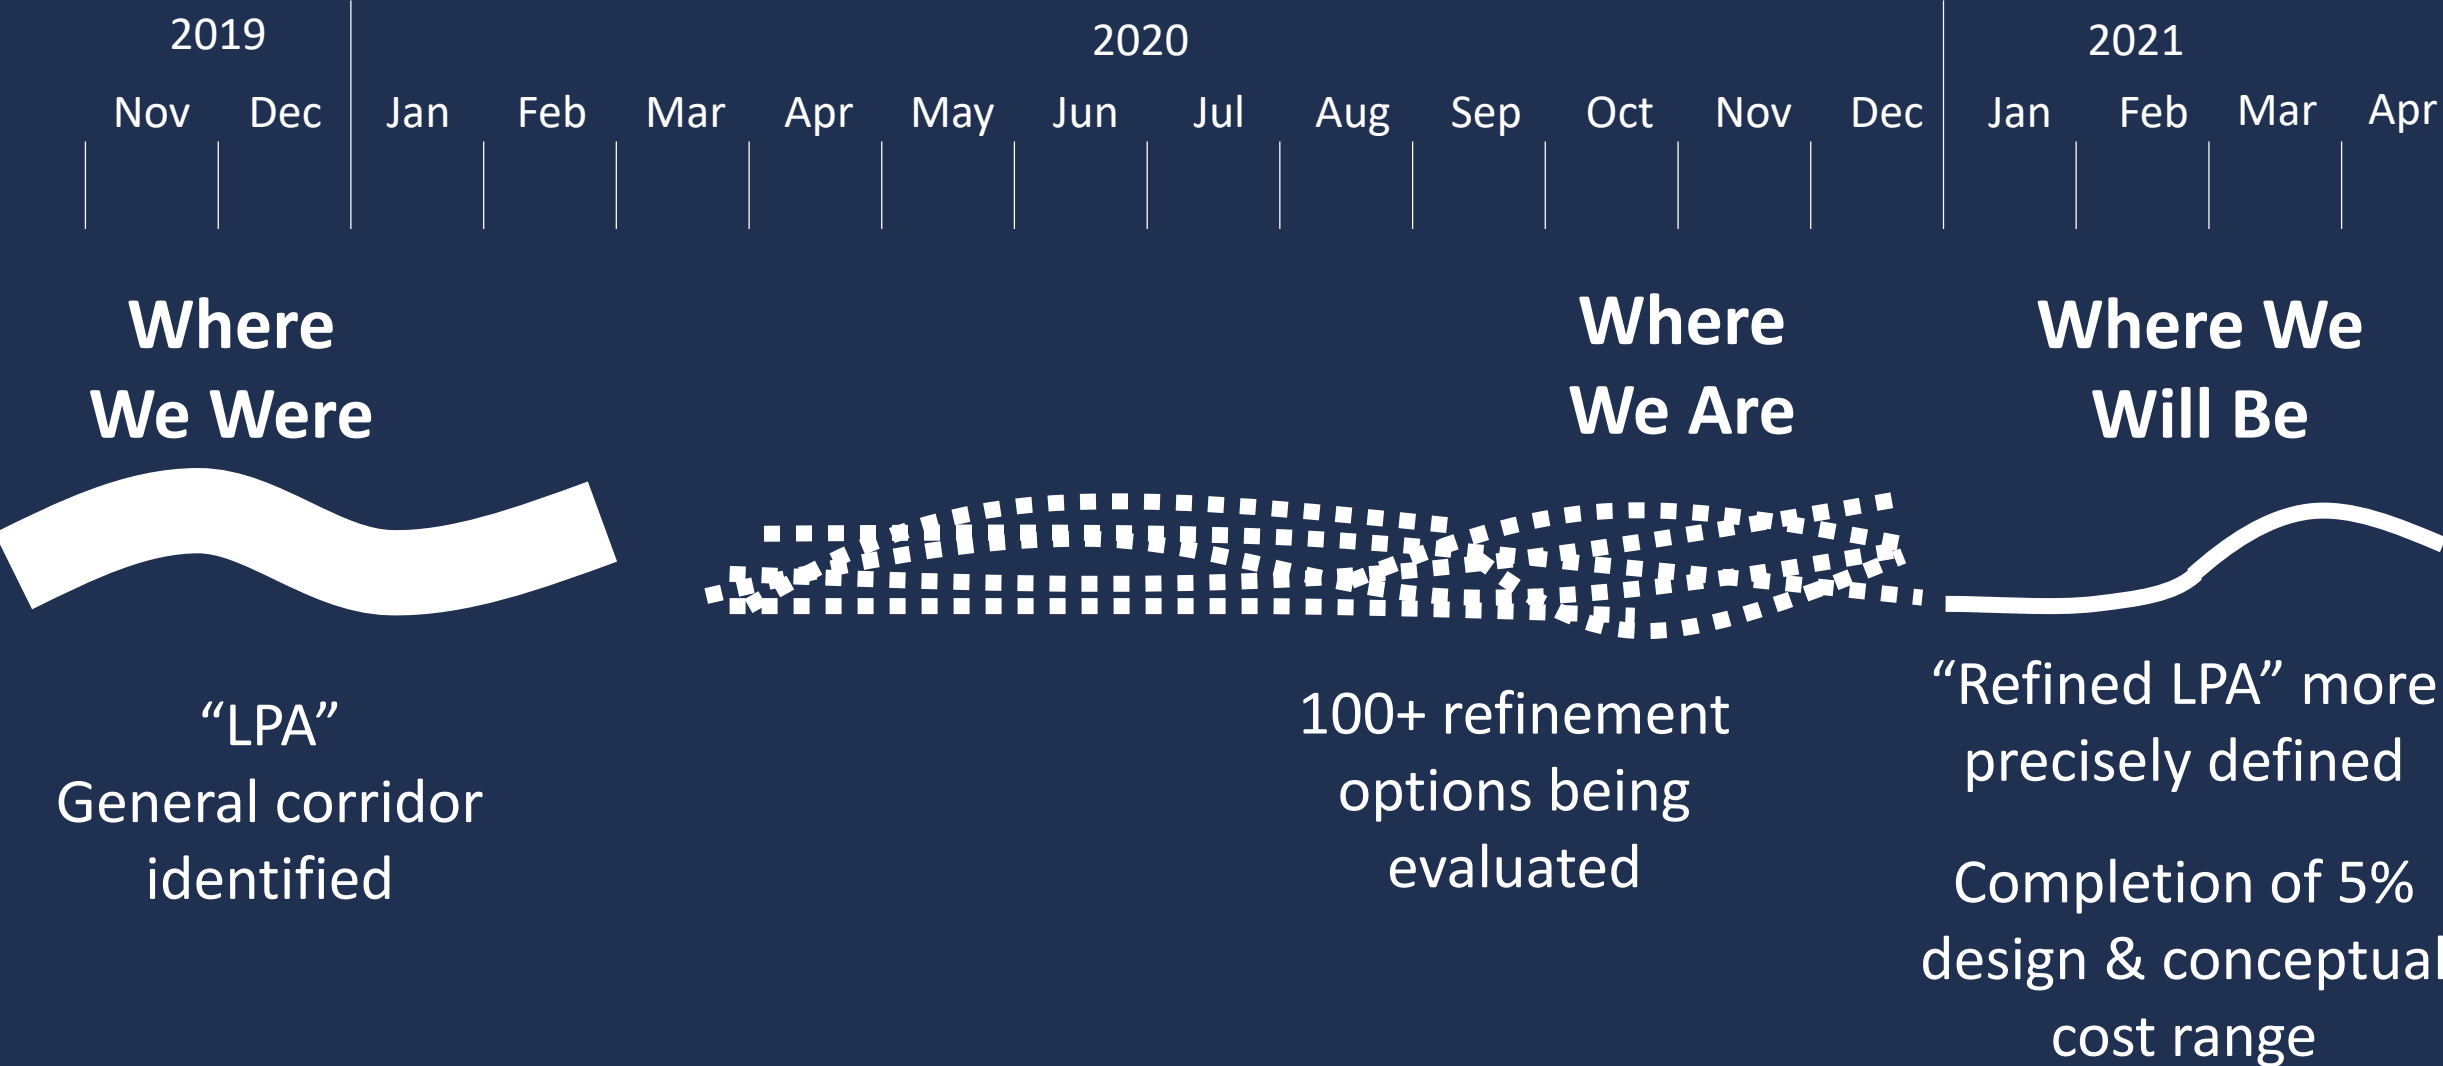 2019 2020 2021
Nov Dec Jan Feb Mar Apr May Jun Jul Aug Sep Oct Nov Dec Jan Feb Mar Apr
Where
We Were
“LPA”
General corridor
identified
Where
We Are
100+ refinement
options being
evaluated
Where We
Will Be
“Refined LPA” more
precisely defined
Completion of 5%
design & conceptual
cost range